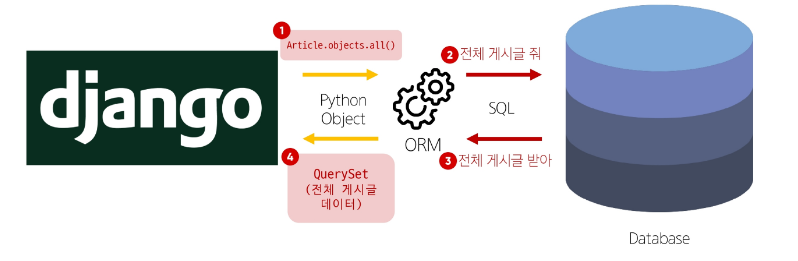 1
Article.objects.all()
2 전체 게시글 줘
django
Python
Object
SQL
ORM
4
3 전체 게시글 받아
QuerySet
(전체 게시글
데이터)
Database